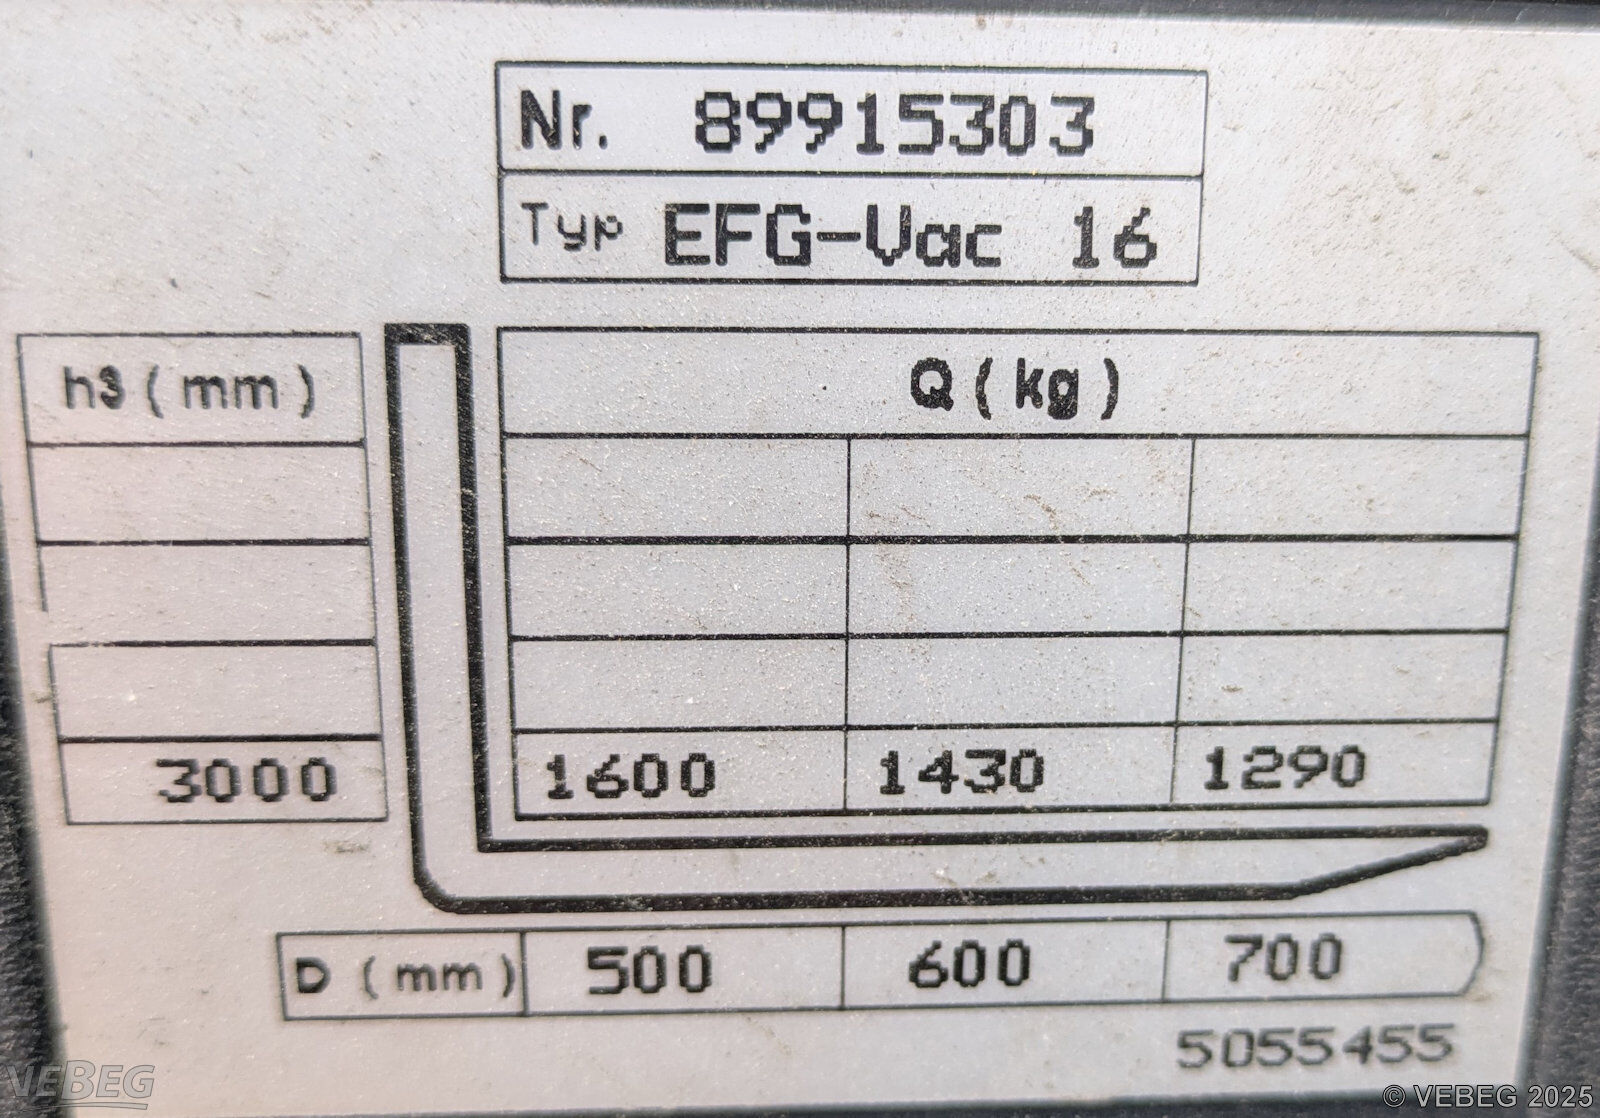 Nr. 89915303
Typ EFG-Vac 16
h3 (mm) Q (kg)
3000 1600 1430 1290
D (mm) 500 600 700
5055455
VEBEG © VEBEG 2025